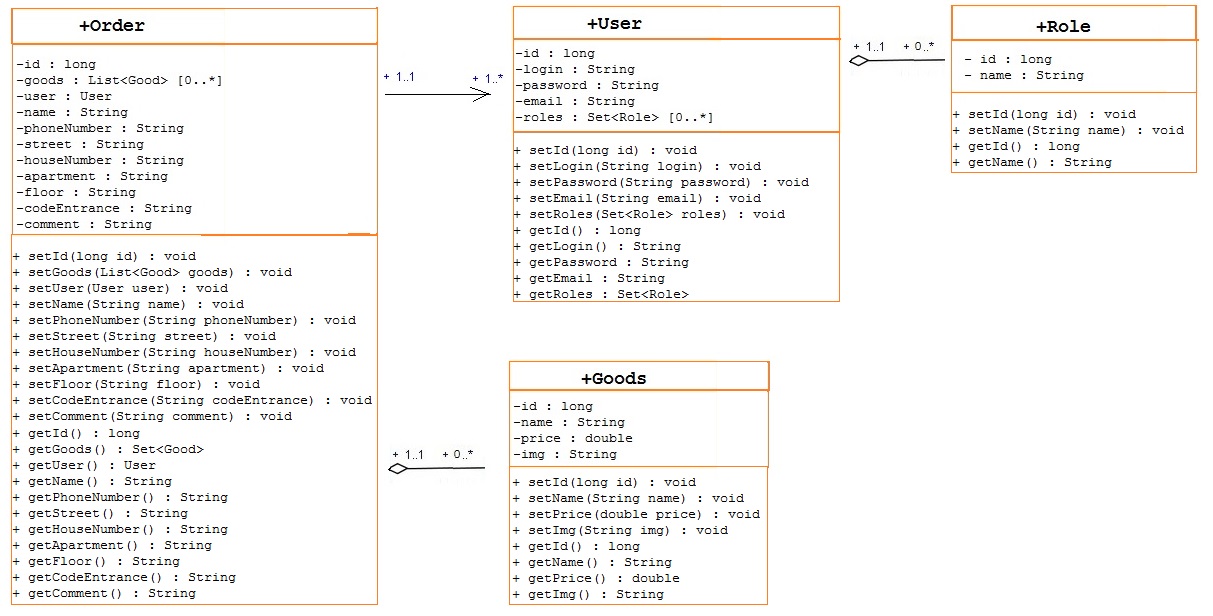 +Order
-id : long
-goods : List<Good> [0..*]
-user : User
-name : String
-phoneNumber : String
-street : String
-houseNumber : String
-apartment : String
-floor : String
-codeEntrance : String
-comment : String
+ setId(long id) : void
+ setGoods(List<Good> goods) : void
+ setUser(User user) : void
+ setName(String name) : void
+ setPhoneNumber(String phoneNumber) : void
+ setStreet(String street) : void
+ setHouseNumber(String houseNumber) : void
+ setApartment(String apartment) : void
+ setFloor(String floor) : void
+ setCodeEntrance(String codeEntrance) : void
+ setComment(String comment) : void
+ getId() : long
+ getGoods() : Set<Good>
+ getUser() : User
+ getName() : String
+ getPhoneNumber() : String
+ getStreet() : String
+ getHouseNumber() : String
+ getApartment() : String
+ getFloor() : String
+ getCodeEntrance() : String
+ getComment() : String
+ 1..1 + 1..*
+User
-id : long
-login : String
-password : String
-email : String
-roles : Set<Role> [0..*]
+ setId(long id) : void
+ setLogin(String login) : void
+ setPassword(String password) : void
+ setEmail(String email) : void
+ setRoles(Set<Role> roles) : void
+ getId() : long
+ getLogin() : String
+ getPassword : String
+ getEmail : String
+ getRoles : Set<Role>
+ 1..1 + 0..*
+Role
- id : long
- name : String
+ setId(long id) : void
+ setName(String name) : void
+ getId() : long
+ getName() : String
+ 1..1 + 0..*
+Goods
-id : long
-name : String
-price : double
-img : String
+ setId(long id) : void
+ setName(String name) : void
+ setPrice(double price) : void
+ setImg(String img) : void
+ getId() : long
+ getName() : String
+ getPrice() : double
+ getImg() : String